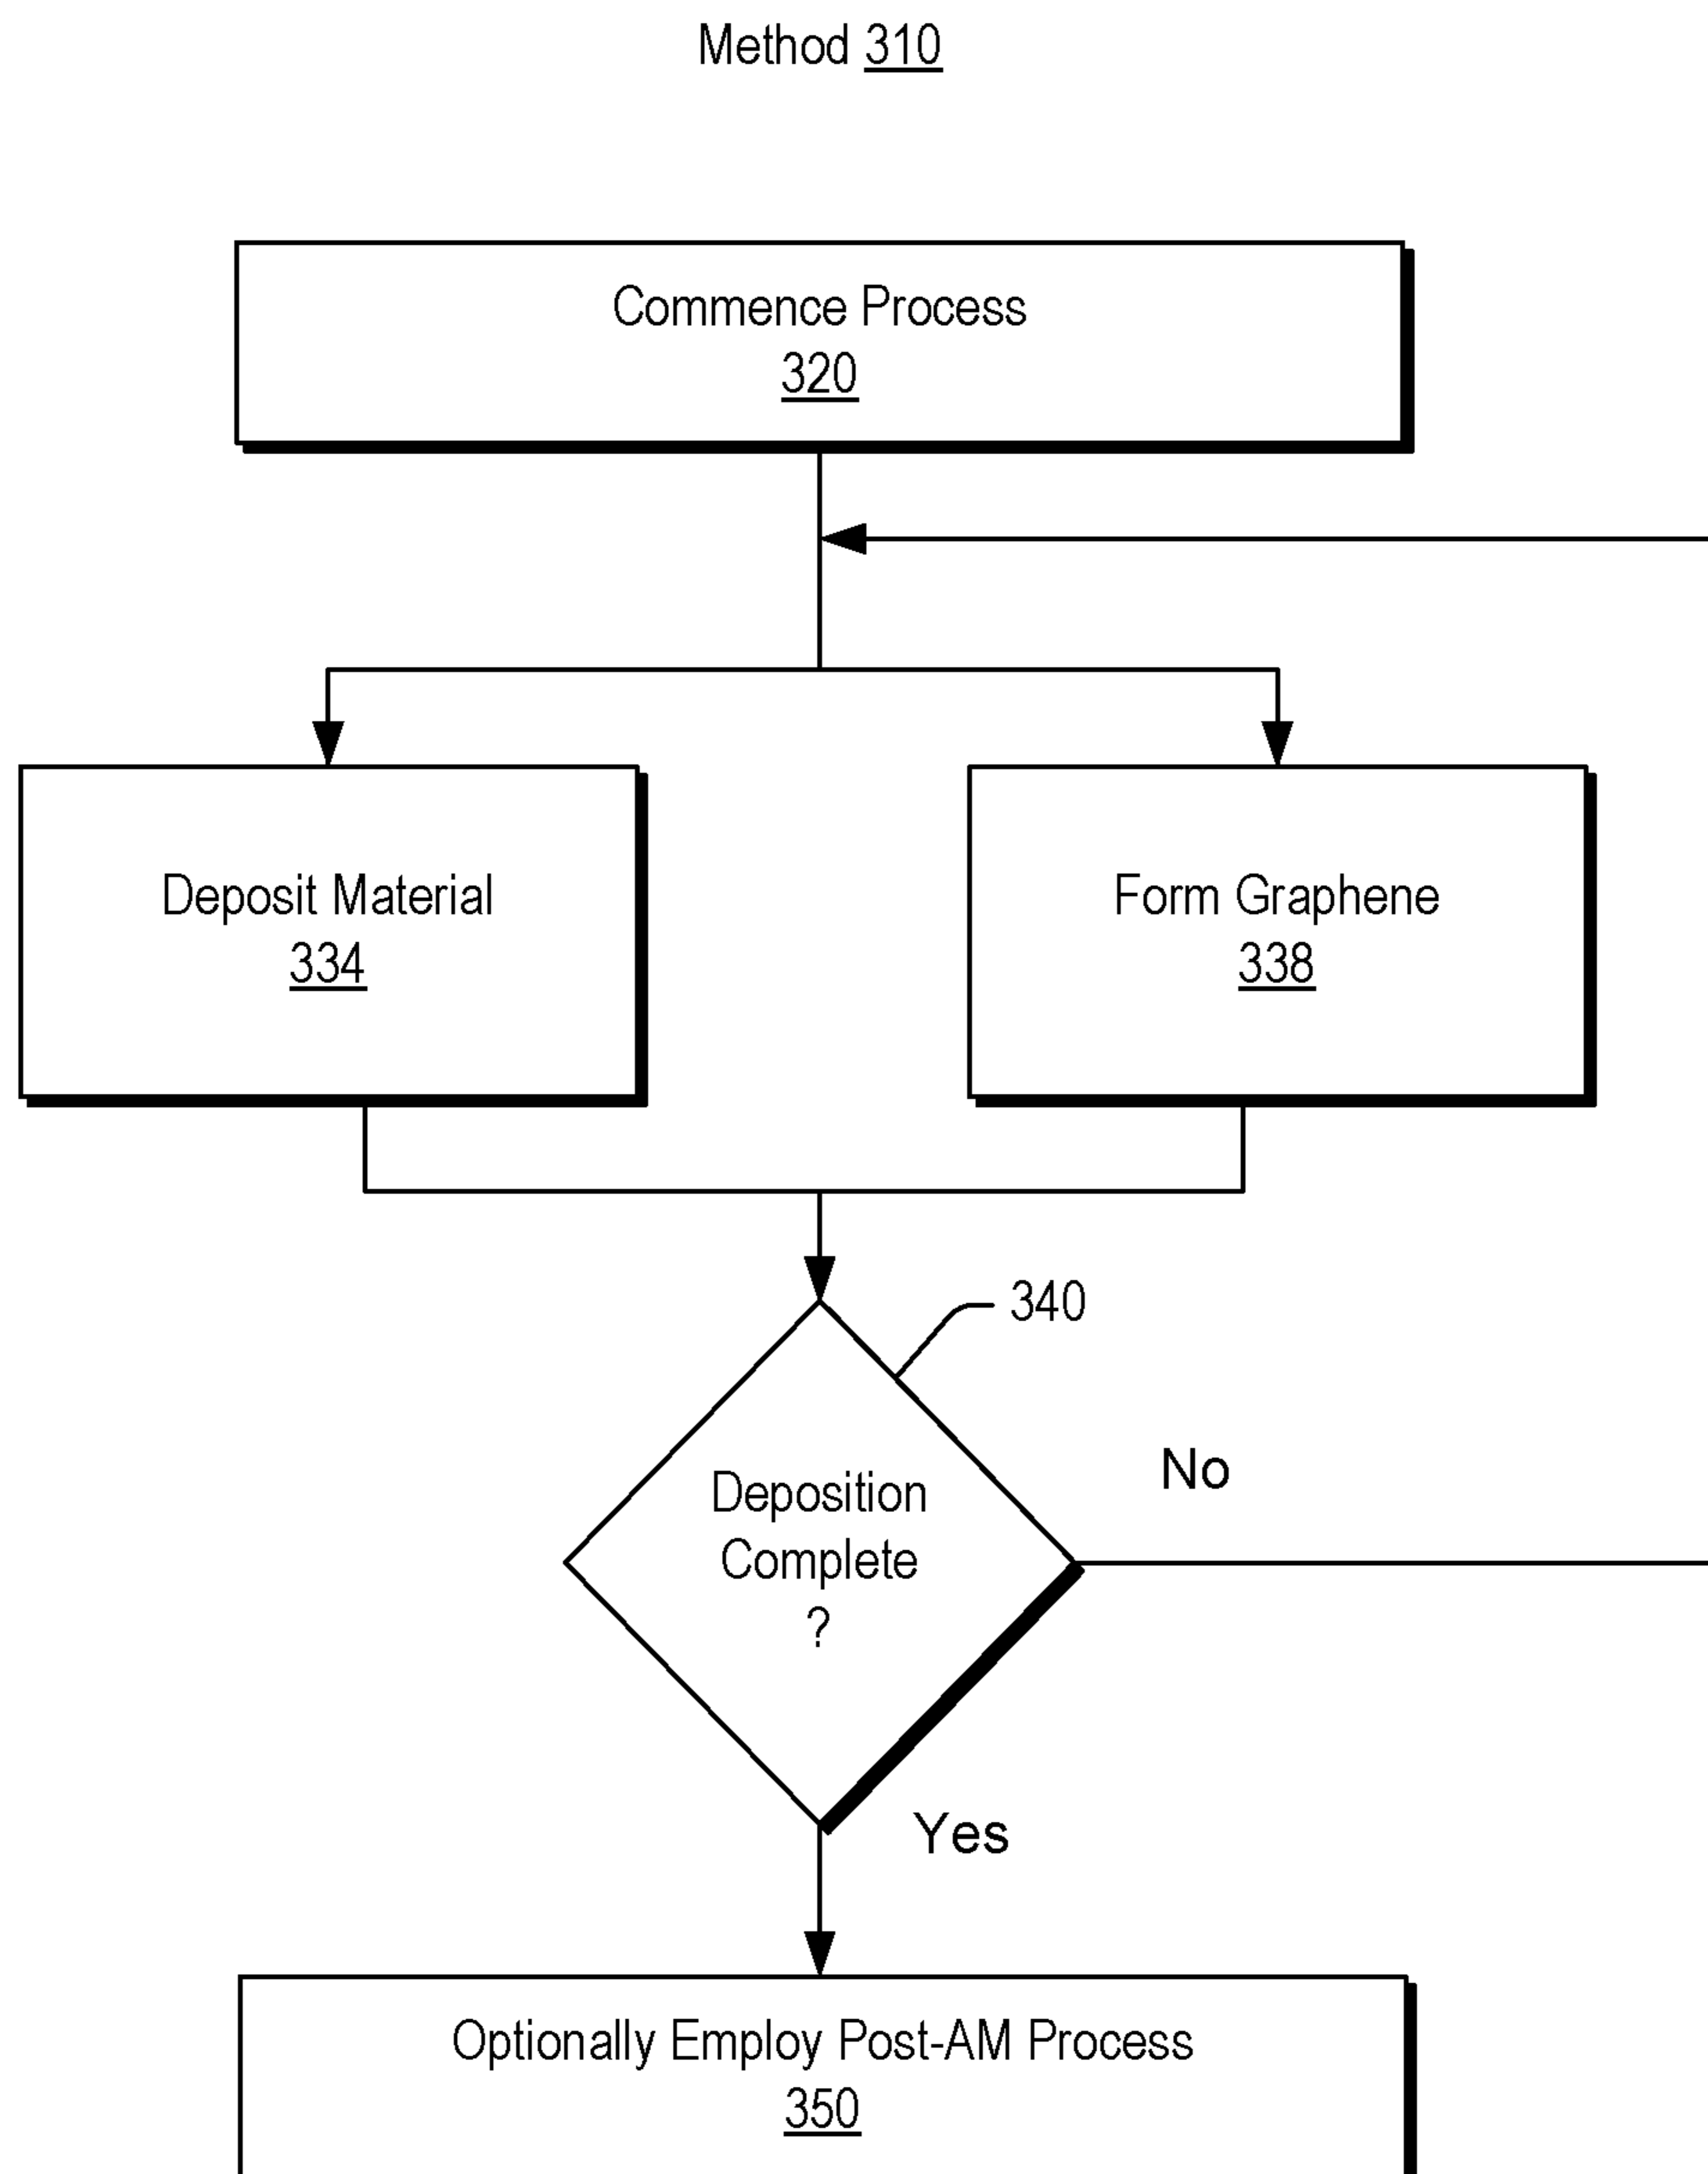 Method 310
Commence Process
320
Deposit Material
334
Form Graphene
338
340
Deposition
Complete
?
No
Yes
Optionally Employ Post-AM Process
350